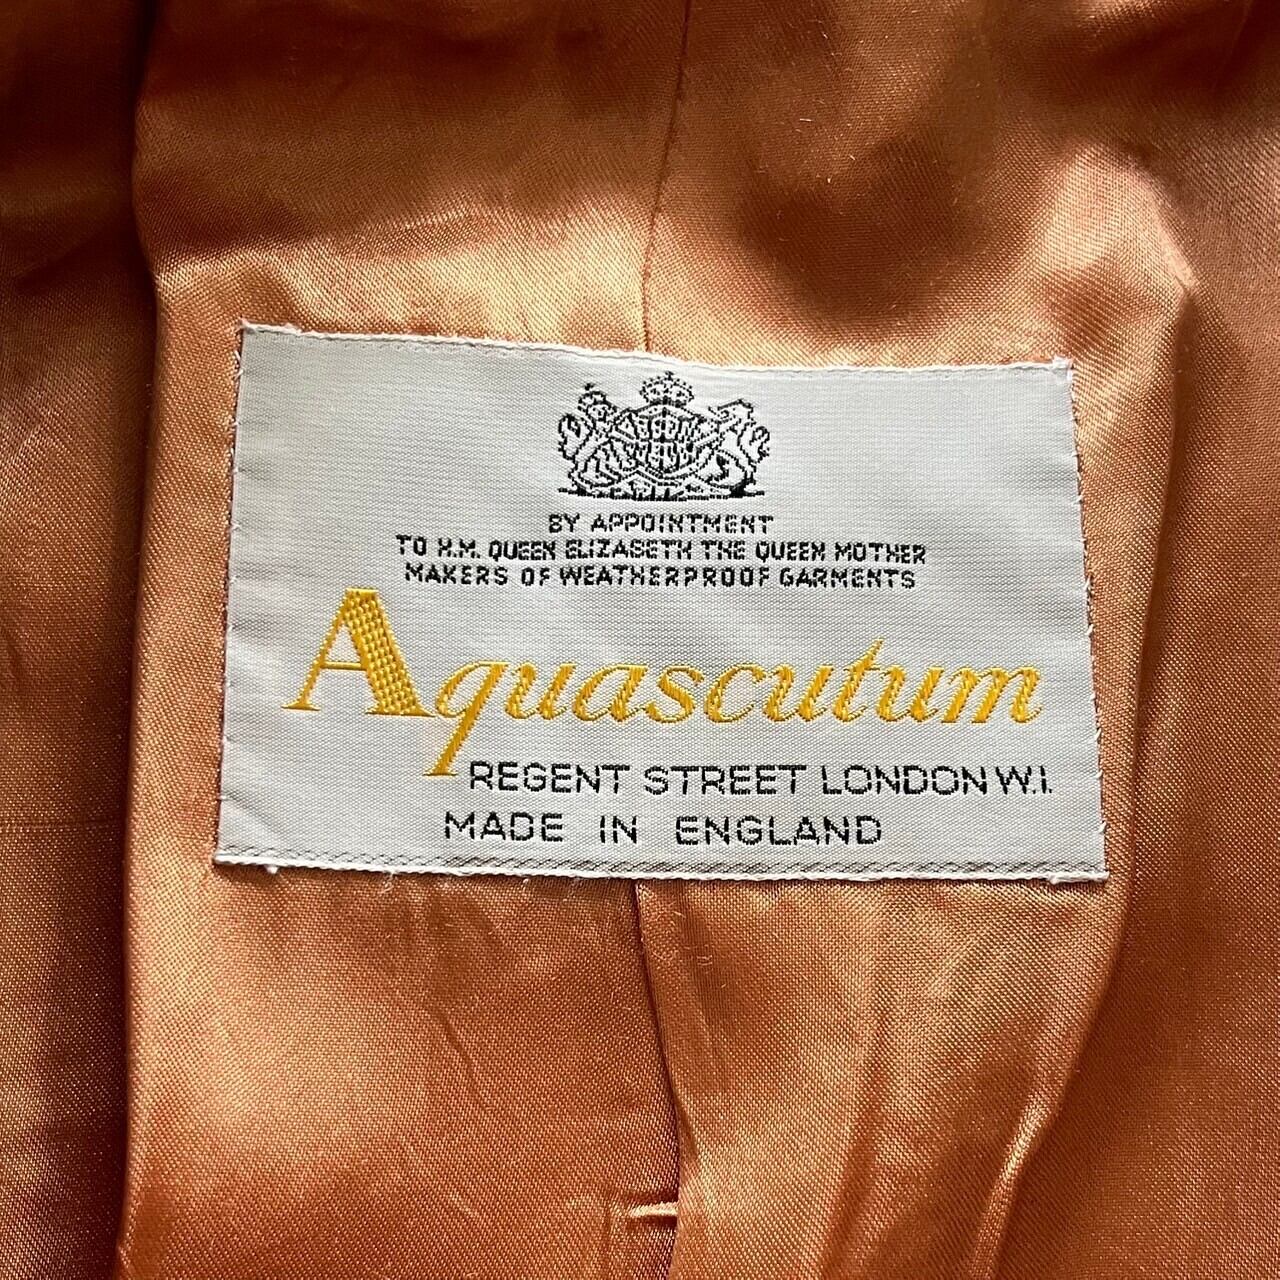 BY APPOINTMENT
TO H.M. QUEEN ELIZABETH THE QUEEN MOTHER
MAKERS OF WEATHERPROOF GARMENTS
Aquascutum
REGENT STREET LONDON W.I.
MADE IN ENGLAND